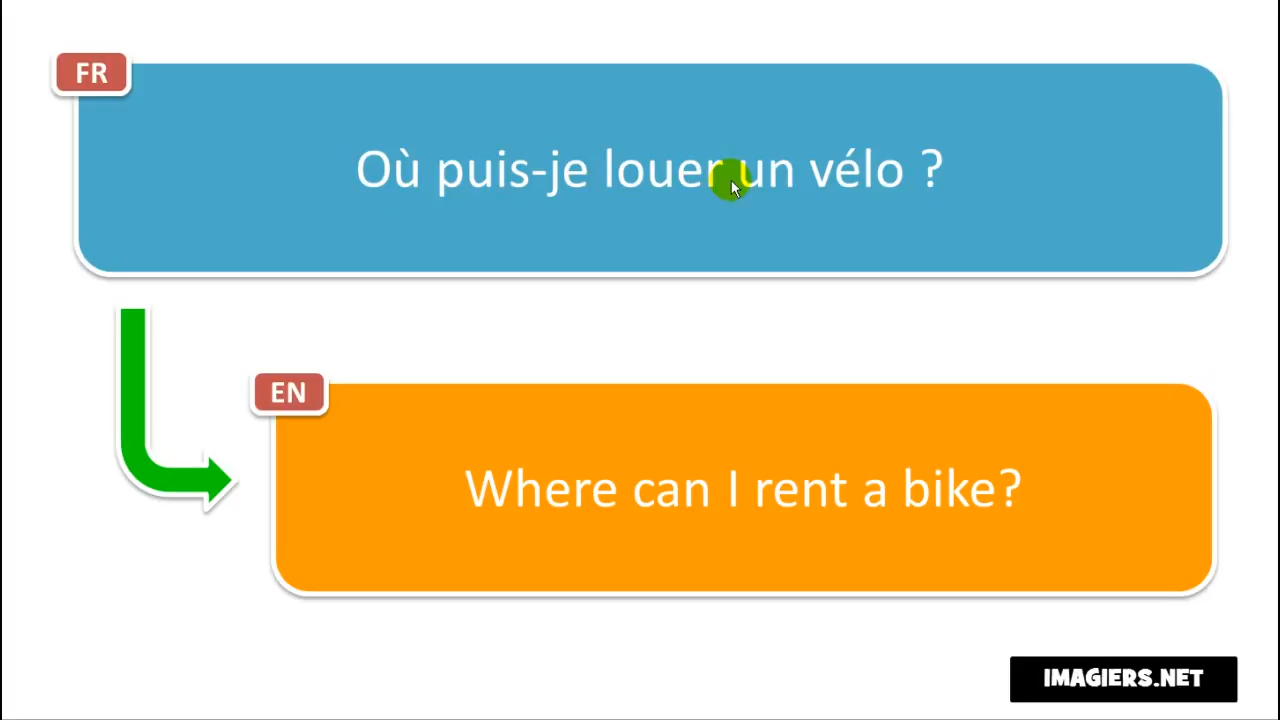 FR
Où puis-je louer un vélo ?
EN
Where can I rent a bike?
IMAGIERS.NET